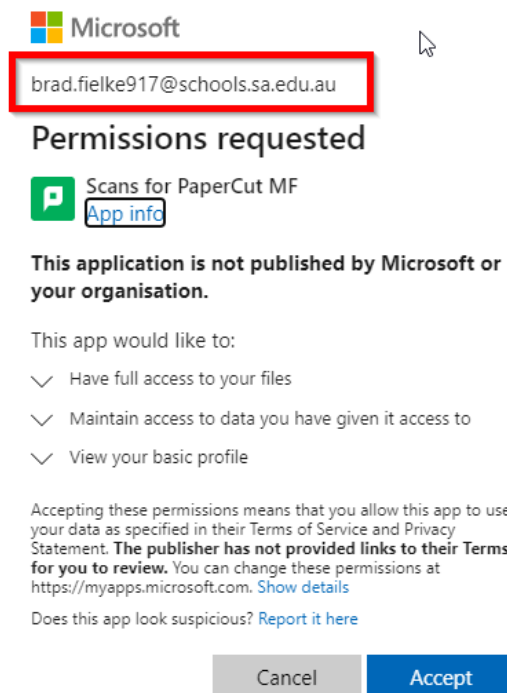 Microsoft
brad.fielke917@schools.sa.edu.au
Permissions requested
Scans for PaperCut MF
App info
This application is not published by Microsoft or
your organisation.
This app would like to:
Have full access to your files
Maintain access to data you have given it access to
View your basic profile
Accepting these permissions means that you allow this app to use
your data as specified in their Terms of Service and Privacy
Statement. The publisher has not provided links to their Terms
for you to review. You can change these permissions at
https://myapps.microsoft.com. Show details
Does this app look suspicious? Report it here
Cancel
Accept